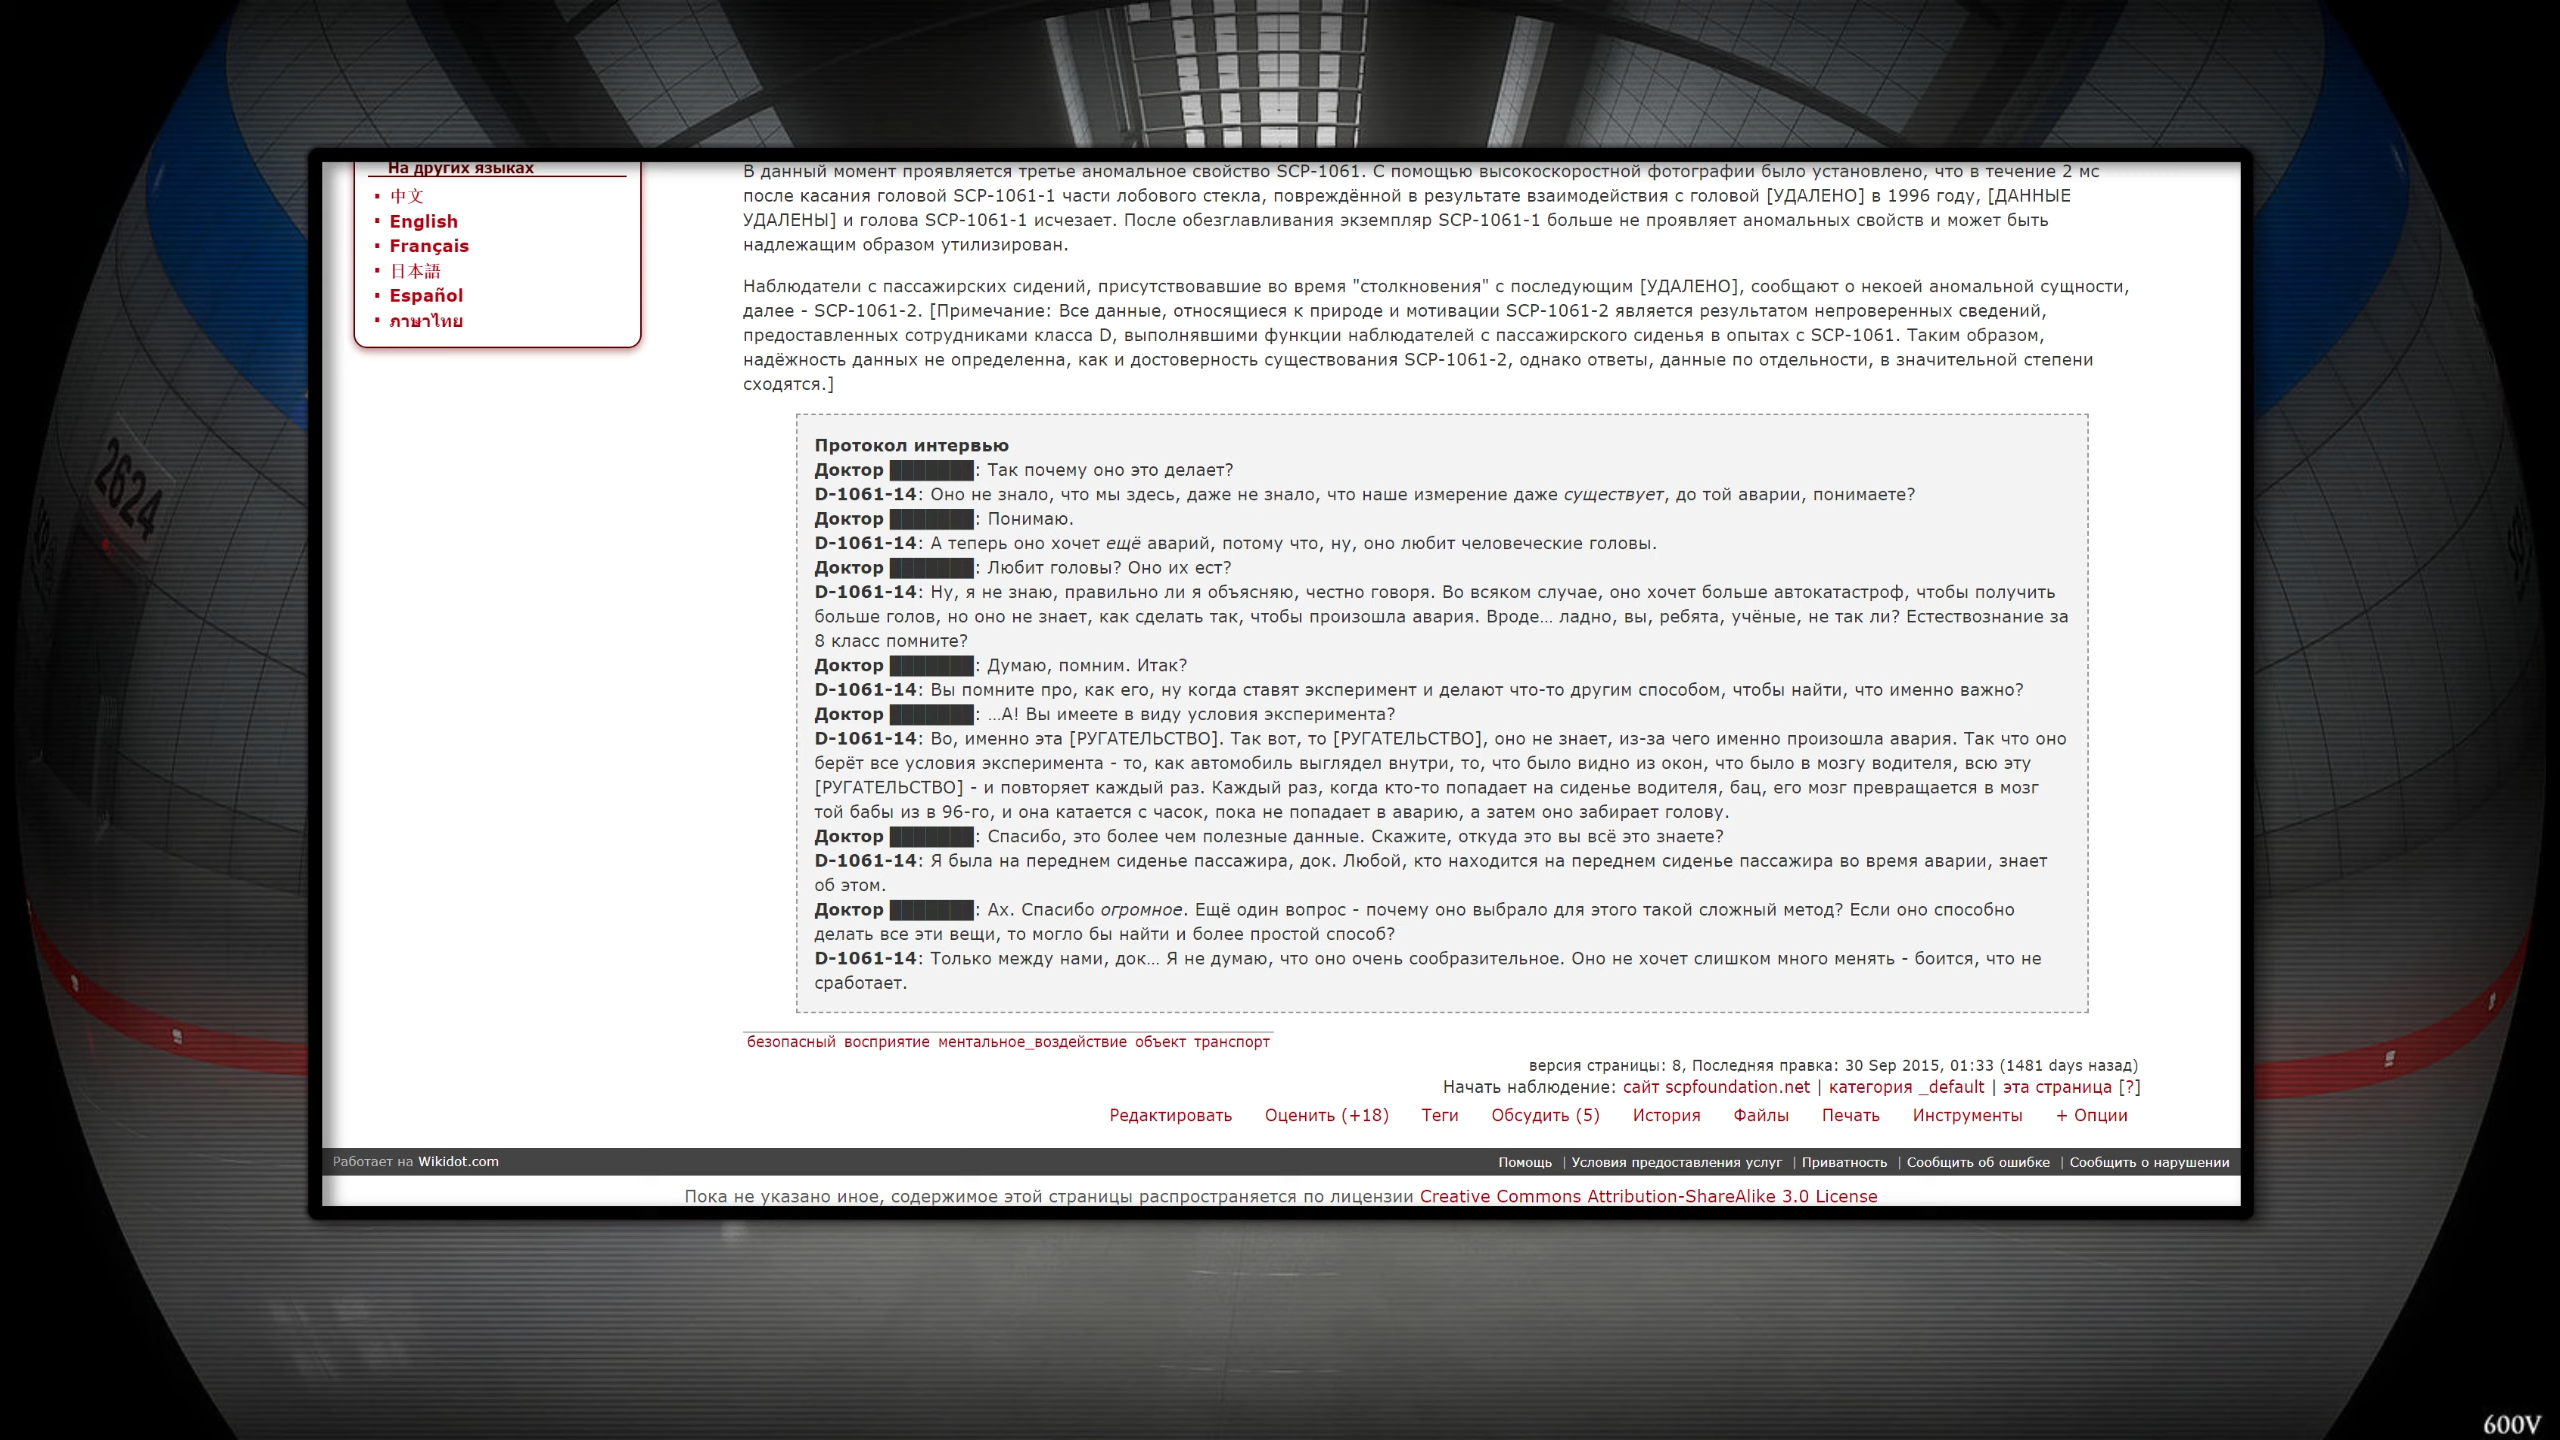 На других языках
中文
English
Français
日本語
Español
ภาษาไทย
В данный момент проявляется третье аномальное свойство SCP-1061. С помощью высокоскоростной фотографии было установлено, что в течение 2 мс
после касания головой SCP-1061-1 части лобового стекла, повреждённой в результате взаимодействия с головой [УДАЛЕНО] в 1996 году, [ДАННЫЕ
УДАЛЕНЫ] и голова SCP-1061-1 исчезает. После обезглавливания экземпляр SCP-1061-1 больше не проявляет аномальных свойств и может быть
надлежащим образом утилизирован.
Наблюдатели с пассажирских сидений, присутствовавшие во время "столкновения" с последующим [УДАЛЕНО], сообщают о некоей аномальной сущности,
далее - SCP-1061-2. [Примечание: Все данные, относящиеся к природе и мотивации SCP-1061-2 является результатом непроверенных сведений,
предоставленных сотрудниками класса D, выполнявшими функции наблюдателей с пассажирского сиденья в опытах с SCP-1061. Таким образом,
надёжность данных не определенна, как и достоверность существования SCP-1061-2, однако ответы, данные по отдельности, в значительной степени
сходятся.]
Протокол интервью
Доктор ███████: Так почему оно это делает?
D-1061-14: Оно не знало, что мы здесь, даже не знало, что наше измерение даже существует, до той аварии, понимаете?
Доктор ███████: Понимаю.
D-1061-14: А теперь оно хочет ещё аварий, потому что, ну, оно любит человеческие головы.
Доктор ███████: Любит головы? Оно их ест?
D-1061-14: Ну, я не знаю, правильно ли я объясняю, честно говоря. Во всяком случае, оно хочет больше автокатастроф, чтобы получить
больше голов, но оно не знает, как сделать так, чтобы произошла авария. Вроде… ладно, вы, ребята, учёные, не так ли? Естествознание за
8 класс помните?
Доктор ███████: Думаю, помним. Итак?
D-1061-14: Вы помните про, как его, ну когда ставят эксперимент и делают что-то другим способом, чтобы найти, что именно важно?
Доктор ███████: …А! Вы имеете в виду условия эксперимента?
D-1061-14: Во, именно эта [РУГАТЕЛЬСТВО]. Так вот, то [РУГАТЕЛЬСТВО], оно не знает, из-за чего именно произошла авария. Так что оно
берёт все условия эксперимента - то, как автомобиль выглядел внутри, то, что было видно из окон, что было в мозгу водителя, всю эту
[РУГАТЕЛЬСТВО] - и повторяет каждый раз. Каждый раз, когда кто-то попадает на сиденье водителя, бац, его мозг превращается в мозг
той бабы из в 96-го, и она катается с часок, пока не попадает в аварию, а затем оно забирает голову.
Доктор ███████: Спасибо, это более чем полезные данные. Скажите, откуда это вы всё это знаете?
D-1061-14: Я была на переднем сиденье пассажира, док. Любой, кто находится на переднем сиденье пассажира во время аварии, знает
об этом.
Доктор ███████: Ах. Спасибо огромное. Ещё один вопрос - почему оно выбрало для этого такой сложный метод? Если оно способно
делать все эти вещи, то могло бы найти и более простой способ?
D-1061-14: Только между нами, док… Я не думаю, что оно очень сообразительное. Оно не хочет слишком много менять - боится, что не
сработает.
безопасный восприятие ментальное_воздействие объект транспорт
версия страницы: 8, Последняя правка: 30 Sep 2015, 01:33 (1481 days назад)
Начать наблюдение: сайт scpfoundation.net | категория _default | эта страница [?]
Редактировать Оценить (+18) Теги Обсудить (5) История Файлы Печать Инструменты + Опции
Работает на Wikidot.com
Помощь | Условия предоставления услуг | Приватность | Сообщить об ошибке | Сообщить о нарушении
Пока не указано иное, содержимое этой страницы распространяется по лицензии Creative Commons Attribution-ShareAlike 3.0 License
2624
600V